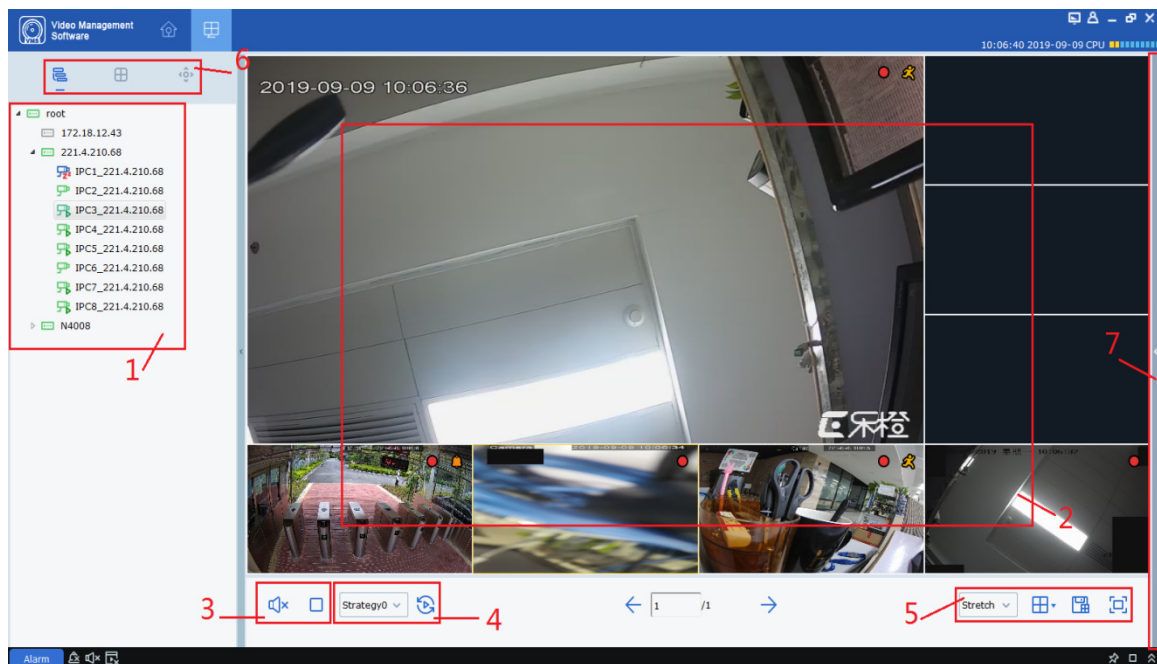 Video Management
Software
10:06:40 2019-09-09 CPU
6
root
172.18.12.43
221.4.210.68
IPC1_221.4.210.68
IPC2_221.4.210.68
IPC3_221.4.210.68
IPC4_221.4.210.68
IPC5_221.4.210.68
IPC6_221.4.210.68
IPC7_221.4.210.68
IPC8_221.4.210.68
N4008
1
2019-09-09 10:06:36
乐橙
7
2
3
Strategy0
4
1
/1
5
Stretch
Alarm